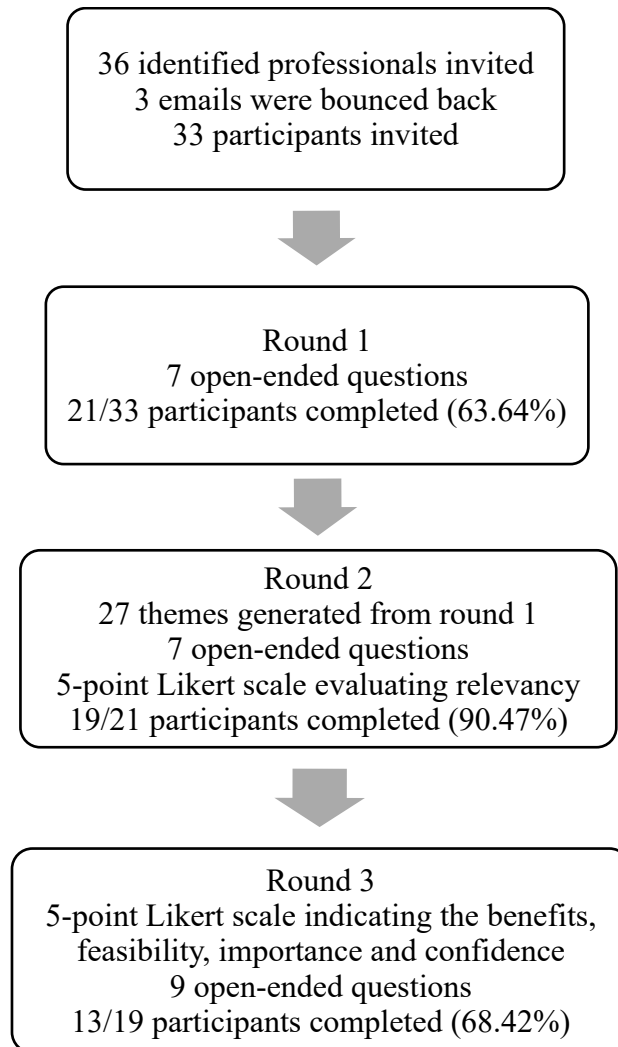 36 identified professionals invited
3 emails were bounced back
33 participants invited
Round 1
7 open-ended questions
21/33 participants completed (63.64%)
Round 2
27 themes generated from round 1
7 open-ended questions
5-point Likert scale evaluating relevancy
19/21 participants completed (90.47%)
Round 3
5-point Likert scale indicating the benefits,
feasibility, importance and confidence
9 open-ended questions
13/19 participants completed (68.42%)